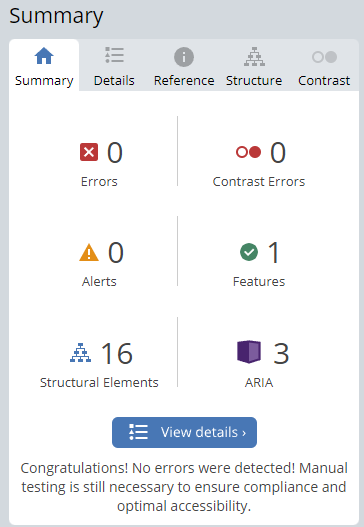 Summary
Summary Details Reference Structure Contrast
0 0
Errors Contrast Errors
0 1
Alerts Features
16 3
Structural Elements ARIA
View details ›
Congratulations! No errors were detected! Manual
testing is still necessary to ensure compliance and
optimal accessibility.